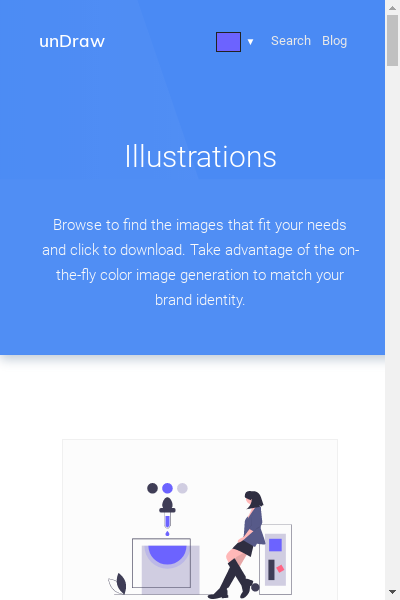 unDraw
▼ Search Blog
Illustrations
Browse to find the images that fit your needs
and click to download. Take advantage of the on-
the-fly color image generation to match your
brand identity.